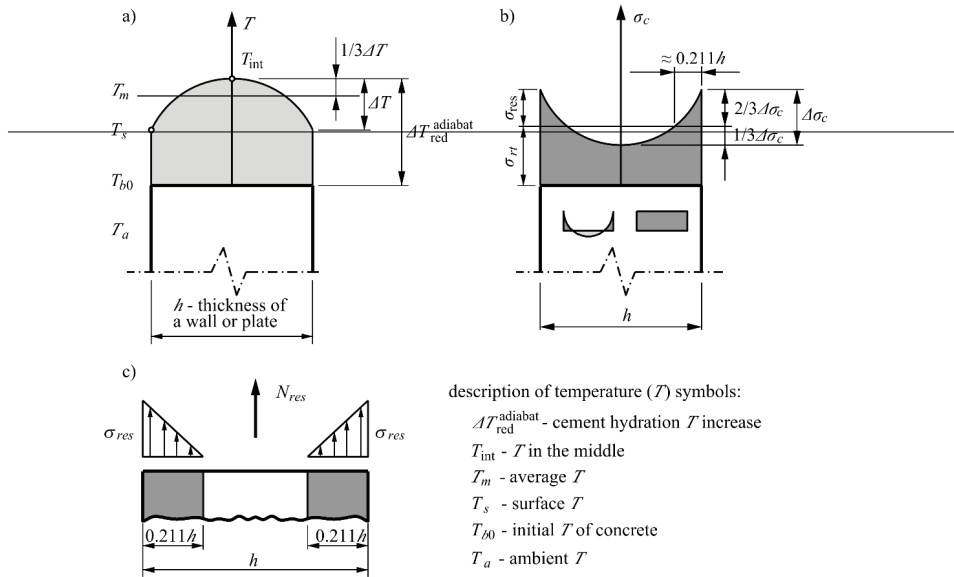 a)
T
T_int
1/3ΔT
T_m
ΔT
ΔT_red^adiabat
T_s
T_b0
T_a
h - thickness of
a wall or plate
b)
σ_c
≈ 0.211h
σ_res
2/3Δσ_c
Δσ_c
1/3Δσ_c
σ_rt
h
c)
N_res
σ_res
σ_res
0.211h
0.211h
h
description of temperature (T) symbols:
ΔT_red^adiabat - cement hydration T increase
T_int - T in the middle
T_m - average T
T_s - surface T
T_b0 - initial T of concrete
T_a - ambient T